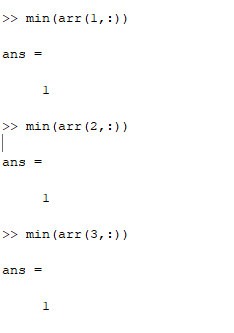 >> min(arr(1,:))
ans =
1
>> min(arr(2,:))
ans =
1
>> min(arr(3,:))
ans =
1